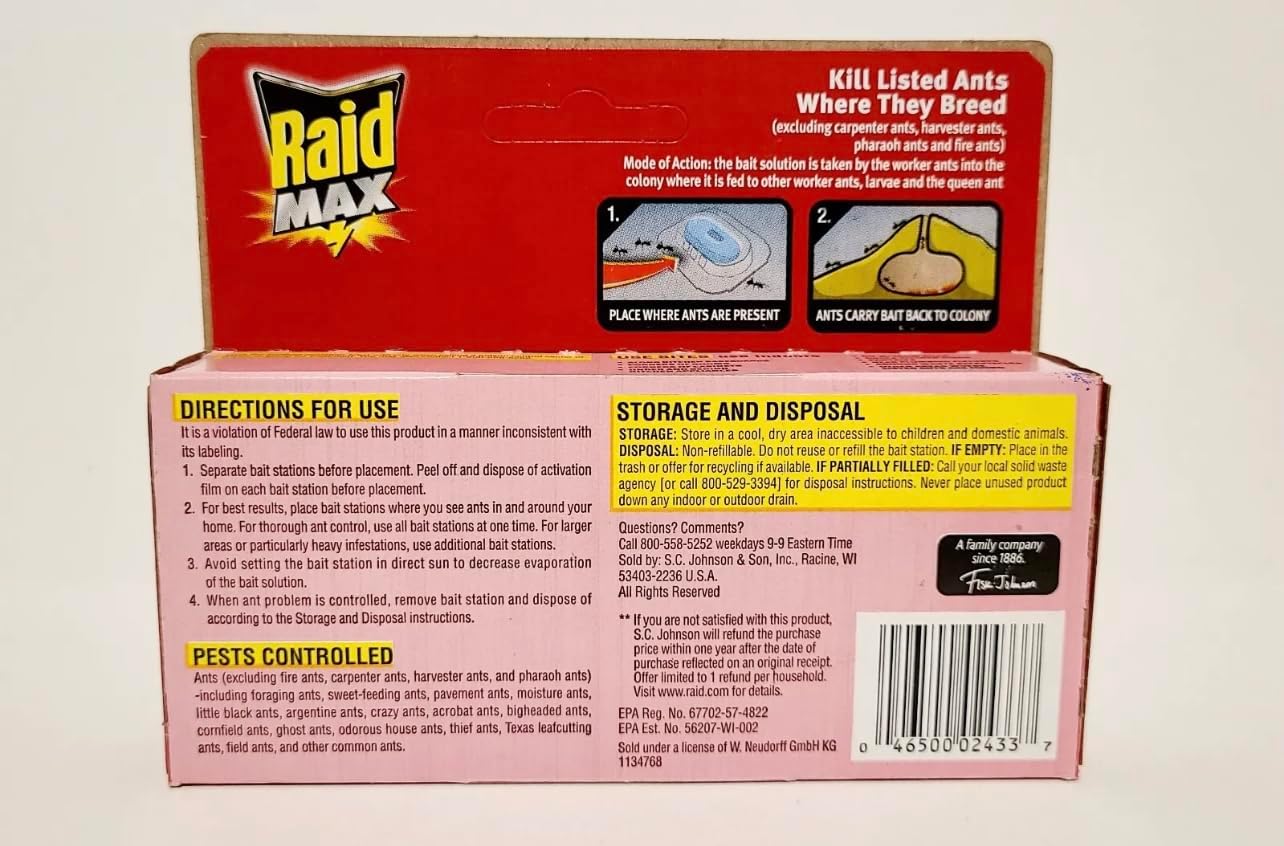 Raid
MAX
Kill Listed Ants
Where They Breed
(excluding carpenter ants, harvester ants,
pharaoh ants and fire ants)
Mode of Action: the bait solution is taken by the worker ants into the
colony where it is fed to other worker ants, larvae and the queen ant
1.
PLACE WHERE ANTS ARE PRESENT
2.
ANTS CARRY BAIT BACK TO COLONY
DIRECTIONS FOR USE
It is a violation of Federal law to use this product in a manner inconsistent with
its labeling.
1. Separate bait stations before placement. Peel off and dispose of activation
film on each bait station before placement.
2. For best results, place bait stations where you see ants in and around your
home. For thorough ant control, use all bait stations at one time. For larger
areas or particularly heavy infestations, use additional bait stations.
3. Avoid setting the bait station in direct sun to decrease evaporation
of the bait solution.
4. When ant problem is controlled, remove bait station and dispose of
according to the Storage and Disposal instructions.
PESTS CONTROLLED
Ants (excluding fire ants, carpenter ants, harvester ants, and pharaoh ants)
-including foraging ants, sweet-feeding ants, pavement ants, moisture ants,
little black ants, argentine ants, crazy ants, acrobat ants, bigheaded ants,
cornfield ants, ghost ants, odorous house ants, thief ants, Texas leafcutting
ants, field ants, and other common ants.
STORAGE AND DISPOSAL
STORAGE: Store in a cool, dry area inaccessible to children and domestic animals.
DISPOSAL: Non-refillable. Do not reuse or refill the bait station. IF EMPTY: Place in the
trash or offer for recycling if available. IF PARTIALLY FILLED: Call your local solid waste
agency [or call 800-529-3394] for disposal instructions. Never place unused product
down any indoor or outdoor drain.
Questions? Comments?
Call 800-558-5252 weekdays 9-9 Eastern Time
Sold by: S.C. Johnson & Son, Inc., Racine, WI
53403-2236 U.S.A.
All Rights Reserved
A family company
since 1886.
Fisk Johnson
** If you are not satisfied with this product,
S.C. Johnson will refund the purchase
price within one year after the date of
purchase reflected on an original receipt.
Offer limited to 1 refund per household.
Visit www.raid.com for details.
EPA Reg. No. 67702-57-4822
EPA Est. No. 56207-WI-002
Sold under a license of W. Neudorff GmbH KG
1134768
0 46500 02433 7